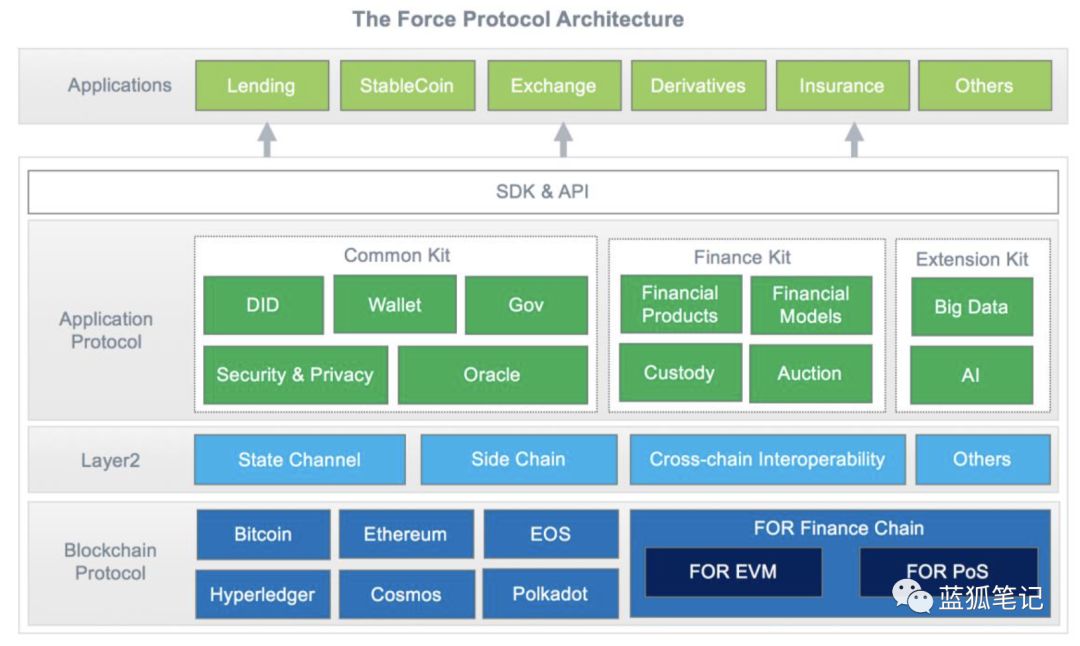 The Force Protocol Architecture
Applications
Lending
StableCoin
Exchange
Derivatives
Insurance
Others
SDK & API
Application
Protocol
Common Kit
DID
Wallet
Gov
Security & Privacy
Oracle
Finance Kit
Financial
Products
Financial
Models
Custody
Auction
Extension Kit
Big Data
AI
Layer2
State Channel
Side Chain
Cross-chain Interoperability
Others
Blockchain
Protocol
Bitcoin
Ethereum
EOS
Hyperledger
Cosmos
Polkadot
FOR Finance Chain
FOR EVM
FOR PoS
蓝狐笔记